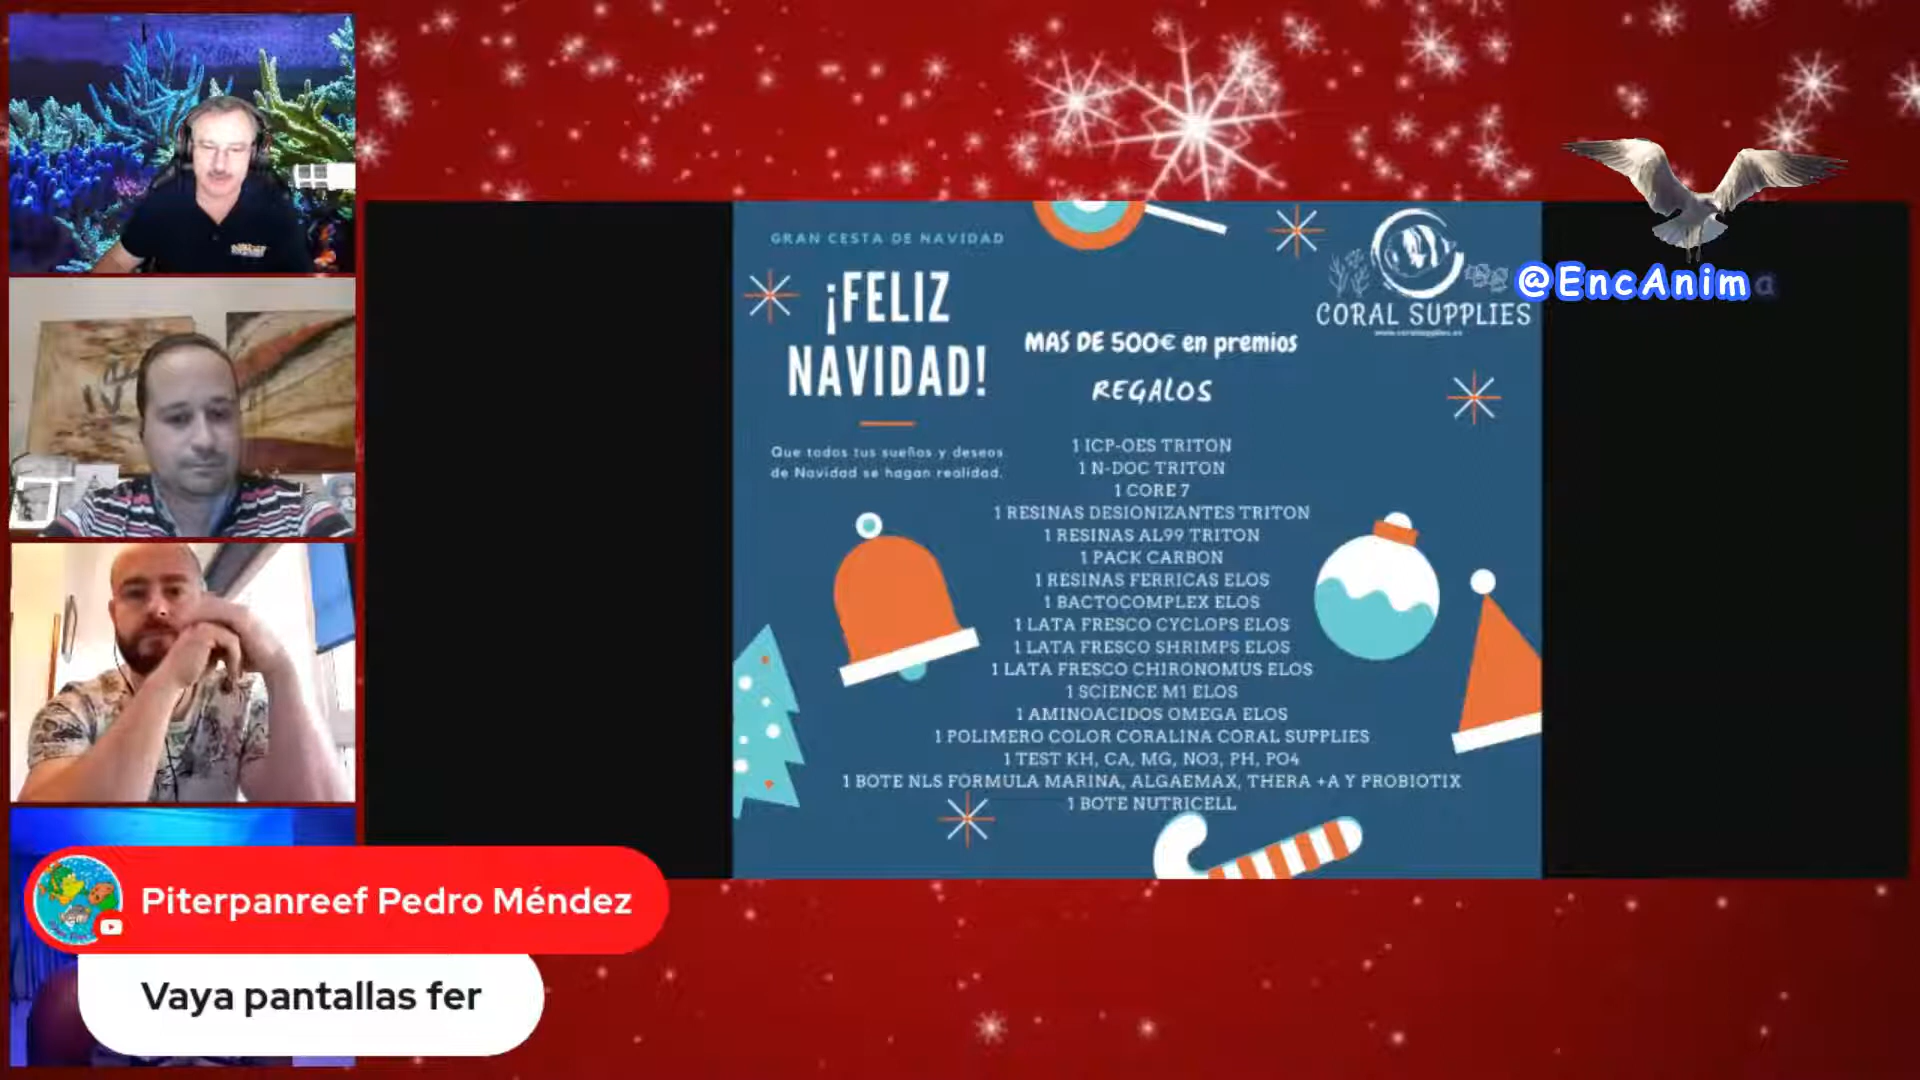 GRAN CESTA DE NAVIDAD
¡FELIZ
NAVIDAD!
Que todos tus sueños y deseos
de Navidad se hagan realidad.
MAS DE 500€ en premios
REGALOS
1 ICP-OES TRITON
1 N-DOC TRITON
1 CORE 7
1 RESINAS DESIONIZANTES TRITON
1 RESINAS AL99 TRITON
1 PACK CARBON
1 RESINAS FERRICAS ELOS
1 BACTOCOMPLEX ELOS
1 LATA FRESCO CYCLOPS ELOS
1 LATA FRESCO SHRIMPS ELOS
1 LATA FRESCO CHIRONOMUS ELOS
1 SCIENCE M1 ELOS
1 AMINOACIDOS OMEGA ELOS
1 POLIMERO COLOR CORALINA CORAL SUPPLIES
1 TEST KH, CA, MG, NO3, PH, PO4
1 BOTE NLS FORMULA MARINA, ALGAEMAX, THERA +A Y PROBIOTIX
1 BOTE NUTRICELL
CORAL SUPPLIES
@EncAnima
Piterpanreef Pedro Méndez
Vaya pantallas fer